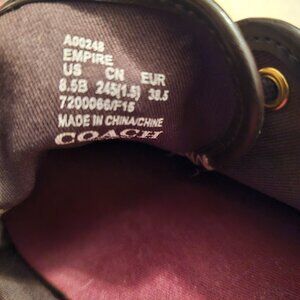 A00248
EMPIRE
US CN EUR
8.5B 245(1.5) 38.5
7200066/F15
MADE IN CHINA/CHINE
COACH